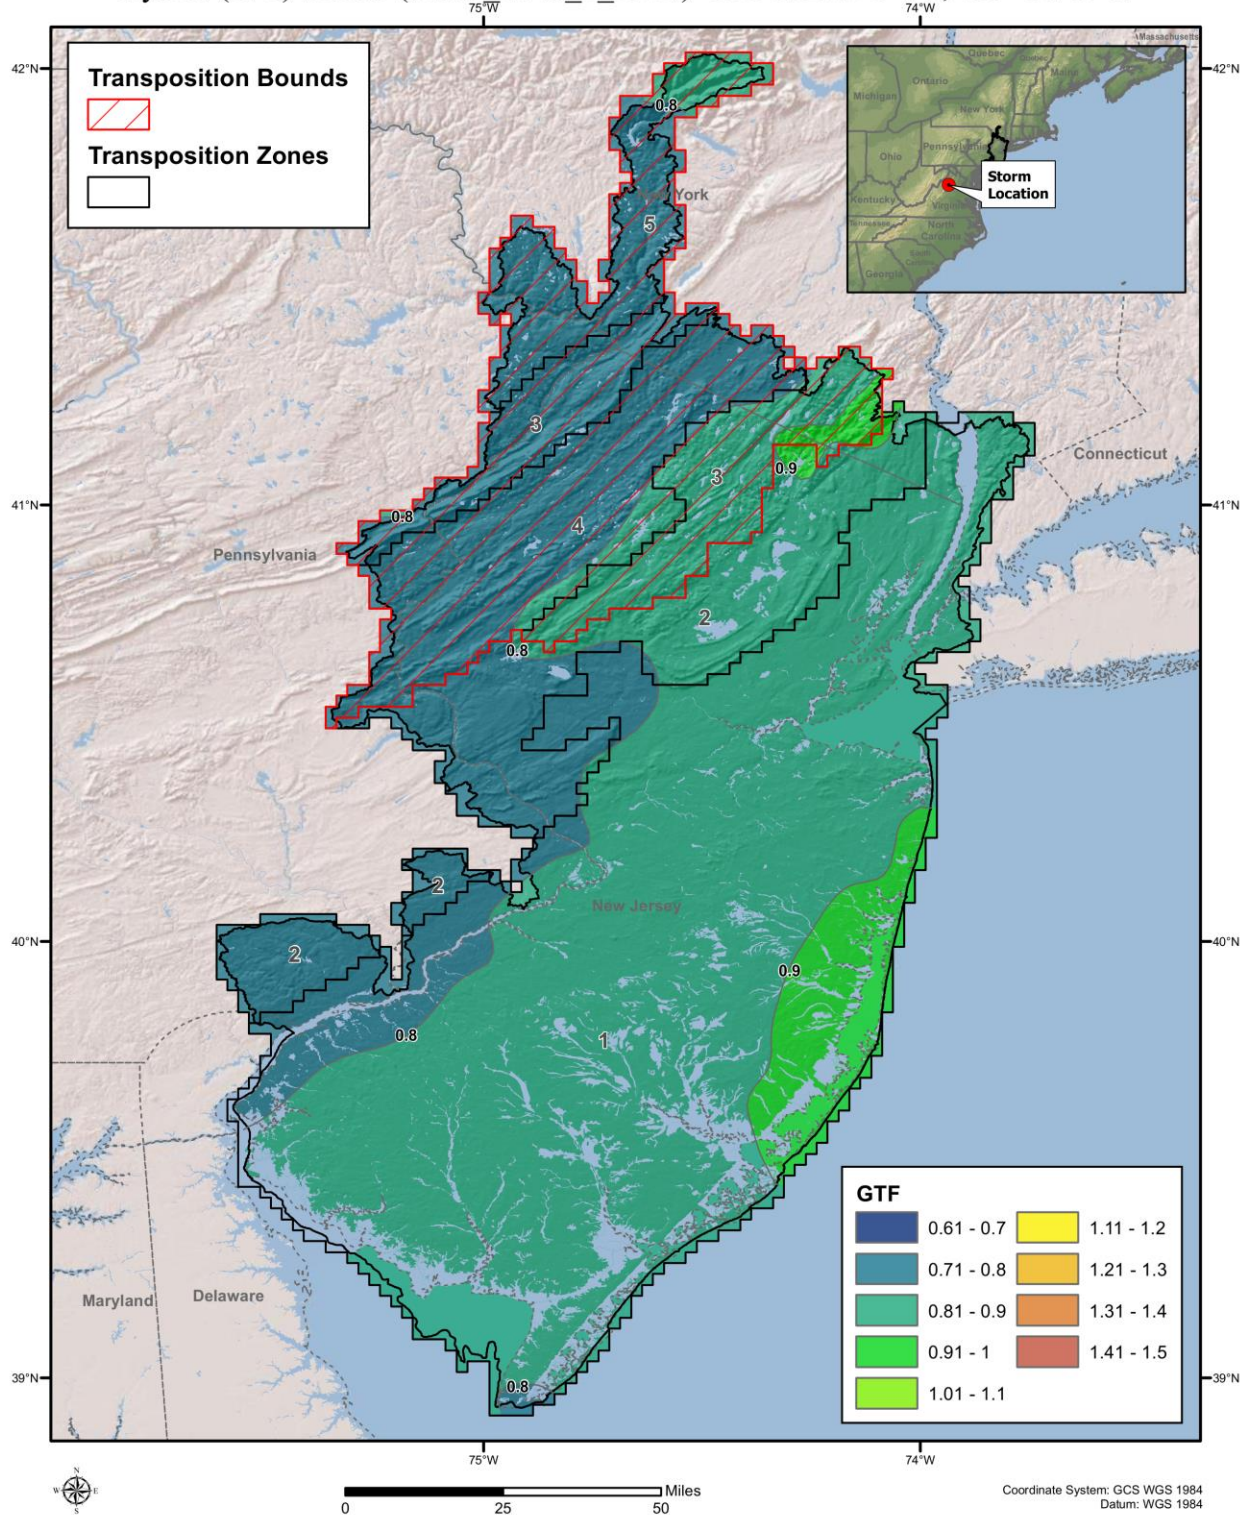 75°W
74°W
42°N
42°N
Transposition Bounds
Transposition Zones
Massachusetts
Quebec
Maine
Ontario
Michigan
New York
Pennsylvania
Ohio
Storm
Location
Kentucky
Virginia
Tennessee
North
Carolina
South
Carolina
Georgia
0.8
York
5
3
0.9
Connecticut
3
41°N
41°N
0.8
4
Pennsylvania
2
0.8
2
New Jersey
40°N
40°N
2
0.9
0.8
1
GTF
0.61 - 0.7
1.11 - 1.2
0.71 - 0.8
1.21 - 1.3
Maryland
Delaware
0.81 - 0.9
1.31 - 1.4
0.91 - 1
1.41 - 1.5
1.01 - 1.1
39°N
39°N
0.8
75°W
74°W
N
W
E
S
Miles
0
25
50
Coordinate System: GCS WGS 1984
Datum: WGS 1984